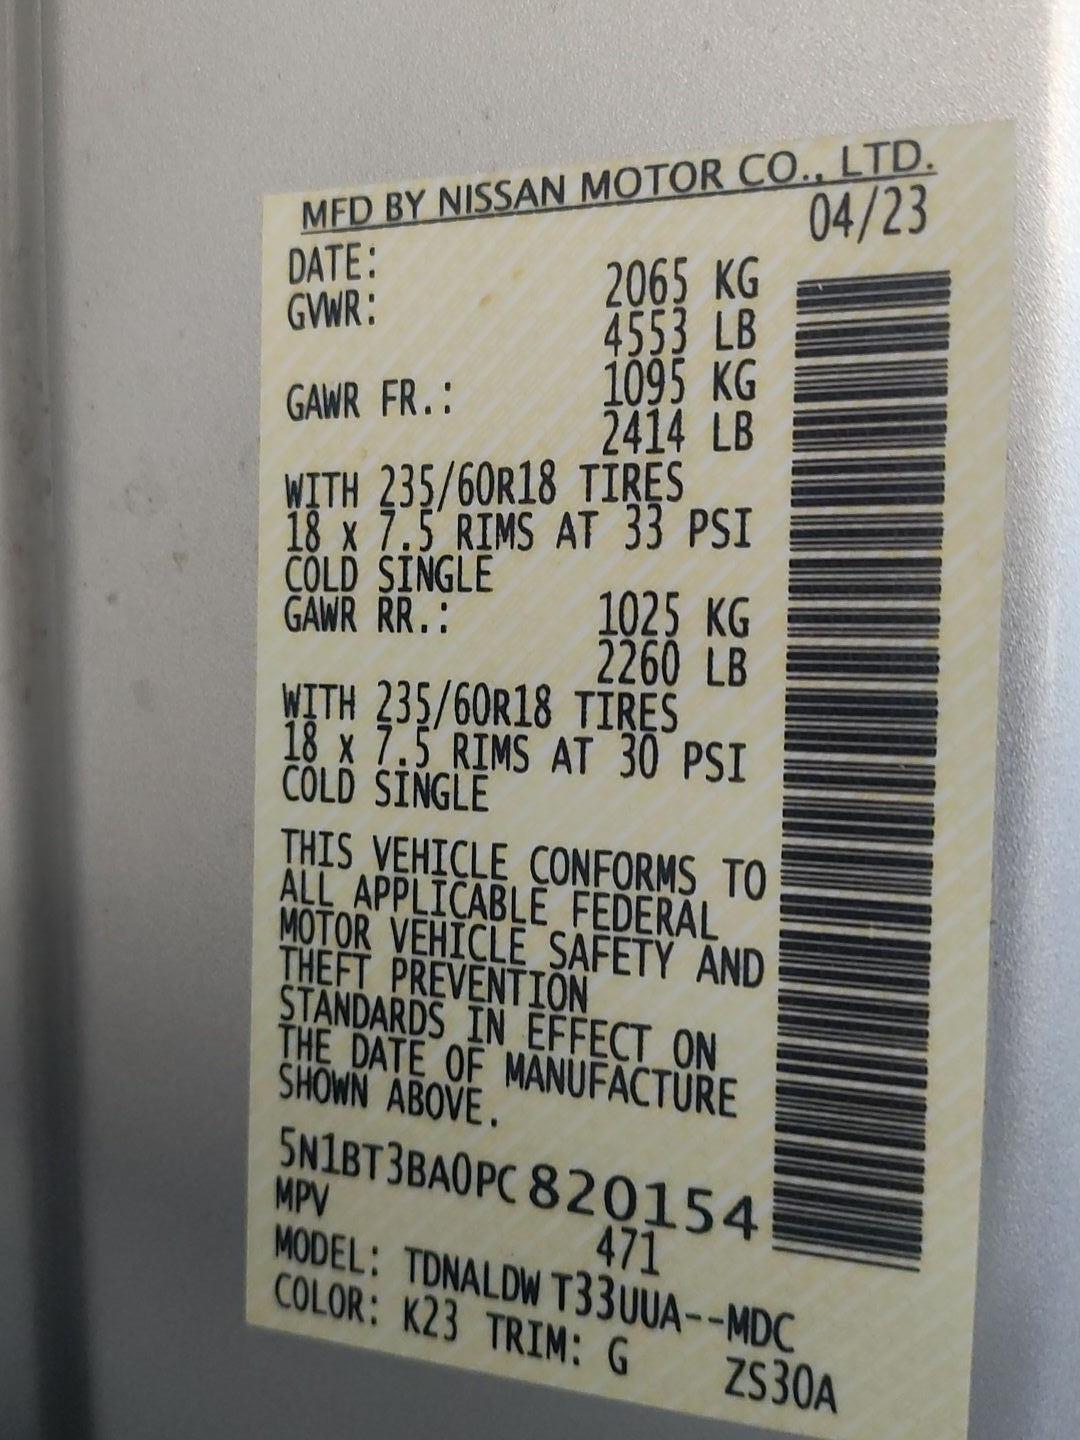 MFD BY NISSAN MOTOR CO., LTD.
DATE: 04/23
GVWR: 2065 KG
4553 LB
GAWR FR.: 1095 KG
2414 LB
WITH 235/60R18 TIRES
18 x 7.5 RIMS AT 33 PSI
COLD SINGLE
GAWR RR.: 1025 KG
2260 LB
WITH 235/60R18 TIRES
18 x 7.5 RIMS AT 30 PSI
COLD SINGLE
THIS VEHICLE CONFORMS TO
ALL APPLICABLE FEDERAL
MOTOR VEHICLE SAFETY AND
THEFT PREVENTION
STANDARDS IN EFFECT ON
THE DATE OF MANUFACTURE
SHOWN ABOVE.
5N1BT3BA0PC820154
MPV 471
MODEL: TDNALDW T33UUA--MDC
COLOR: K23 TRIM: G ZS30A